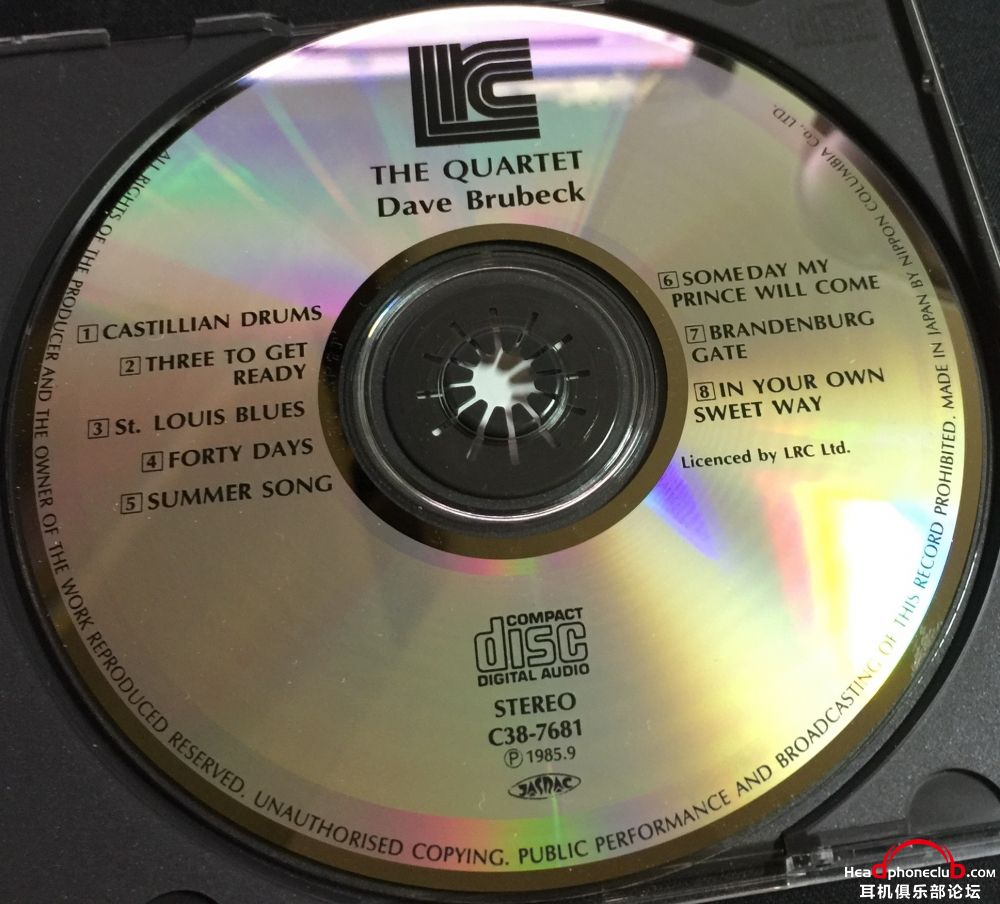 LRC
THE QUARTET
Dave Brubeck
1 CASTILLIAN DRUMS
2 THREE TO GET
READY
3 St. LOUIS BLUES
4 FORTY DAYS
5 SUMMER SONG
6 SOMEDAY MY
PRINCE WILL COME
7 BRANDENBURG
GATE
8 IN YOUR OWN
SWEET WAY
Licenced by LRC Ltd.
COMPACT
disc
DIGITAL AUDIO
STEREO
C38-7681
Ⓟ 1985.9
JASRAC
ALL RIGHTS OF THE PRODUCER AND THE OWNER OF THE WORK REPRODUCED RESERVED. UNAUTHORISED COPYING. PUBLIC PERFORMANCE AND BROADCASTING OF THIS RECORD PROHIBITED. MADE IN JAPAN BY NIPPON COLUMBIA CO., LTD.
Headphoneclub.com
耳机俱乐部论坛